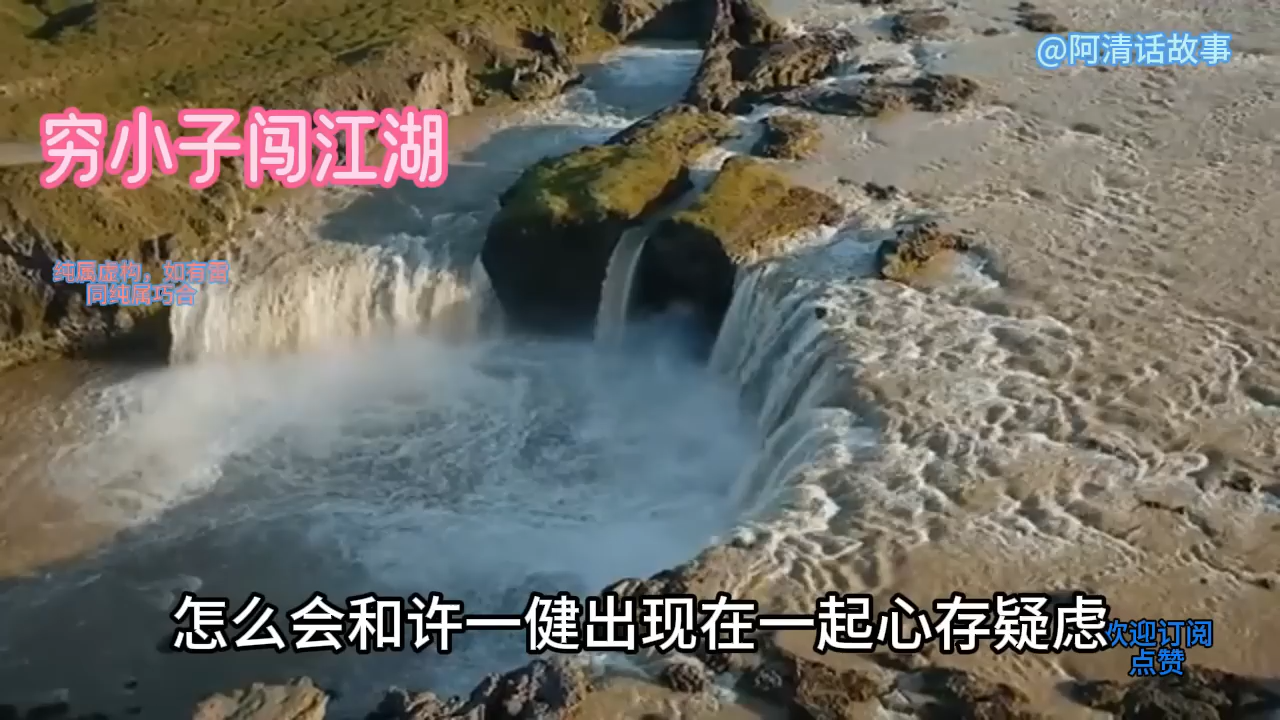 @阿清话故事
穷小子闯江湖
纯属虚构，如有雷
同纯属巧合
怎么会和许一健出现在一起心存疑虑
欢迎订阅
点赞